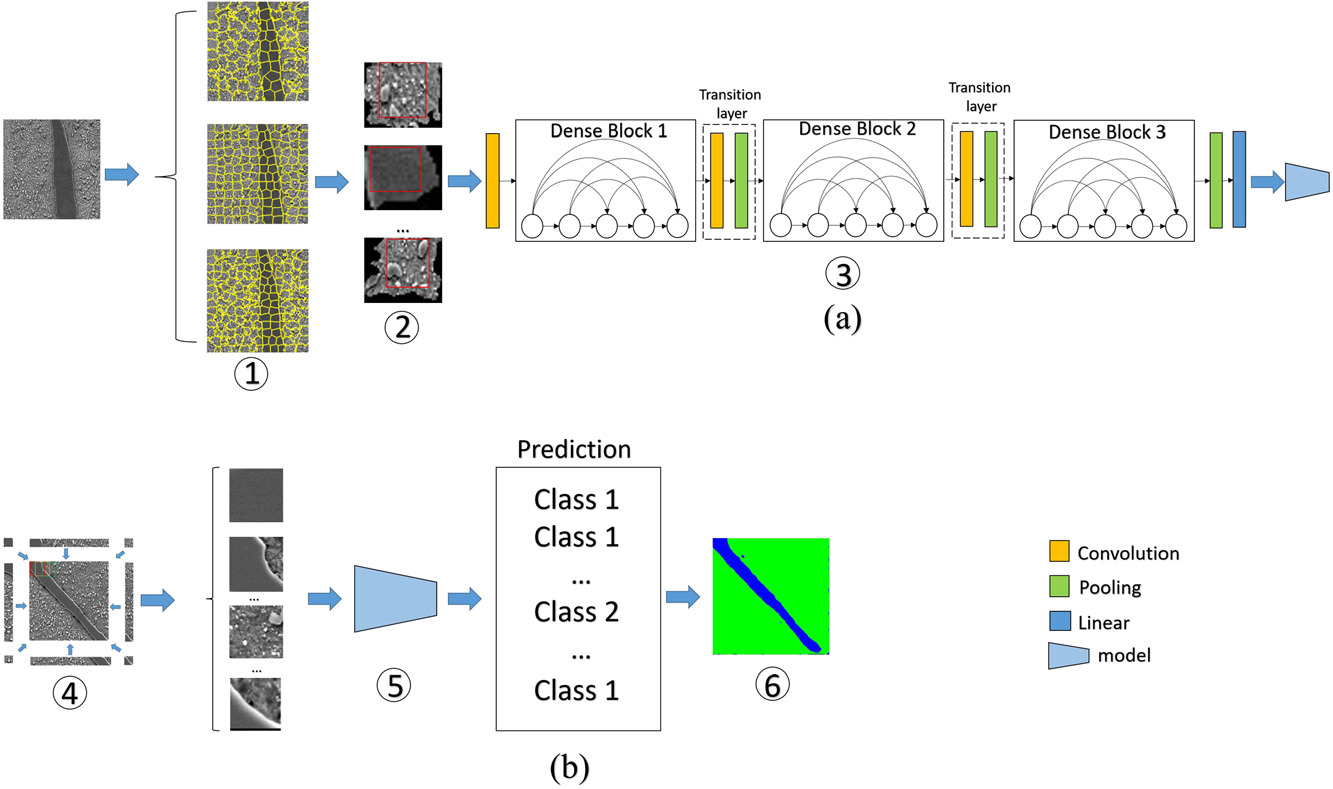 Transition
layer
Transition
layer
Dense Block 1
Dense Block 2
Dense Block 3
...
①
②
③
(a)
Prediction
Class 1
Class 1
...
Class 2
...
Class 1
...
...
④
⑤
⑥
Convolution
Pooling
Linear
model
(b)